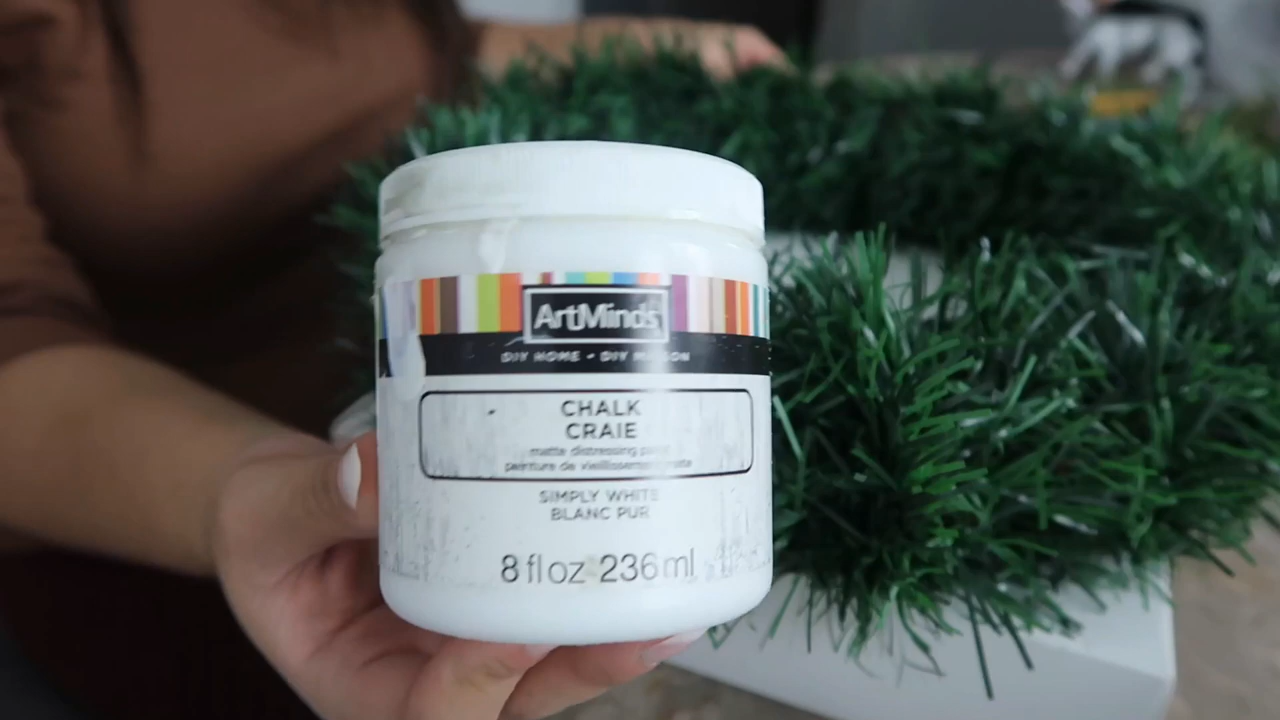 ArtMinds
DIY HOME - DIY MAISON
CHALK
CRAIE
matte distressing paint
peinture de vieillissement mate
SIMPLY WHITE
BLANC PUR
8 fl oz 236 ml